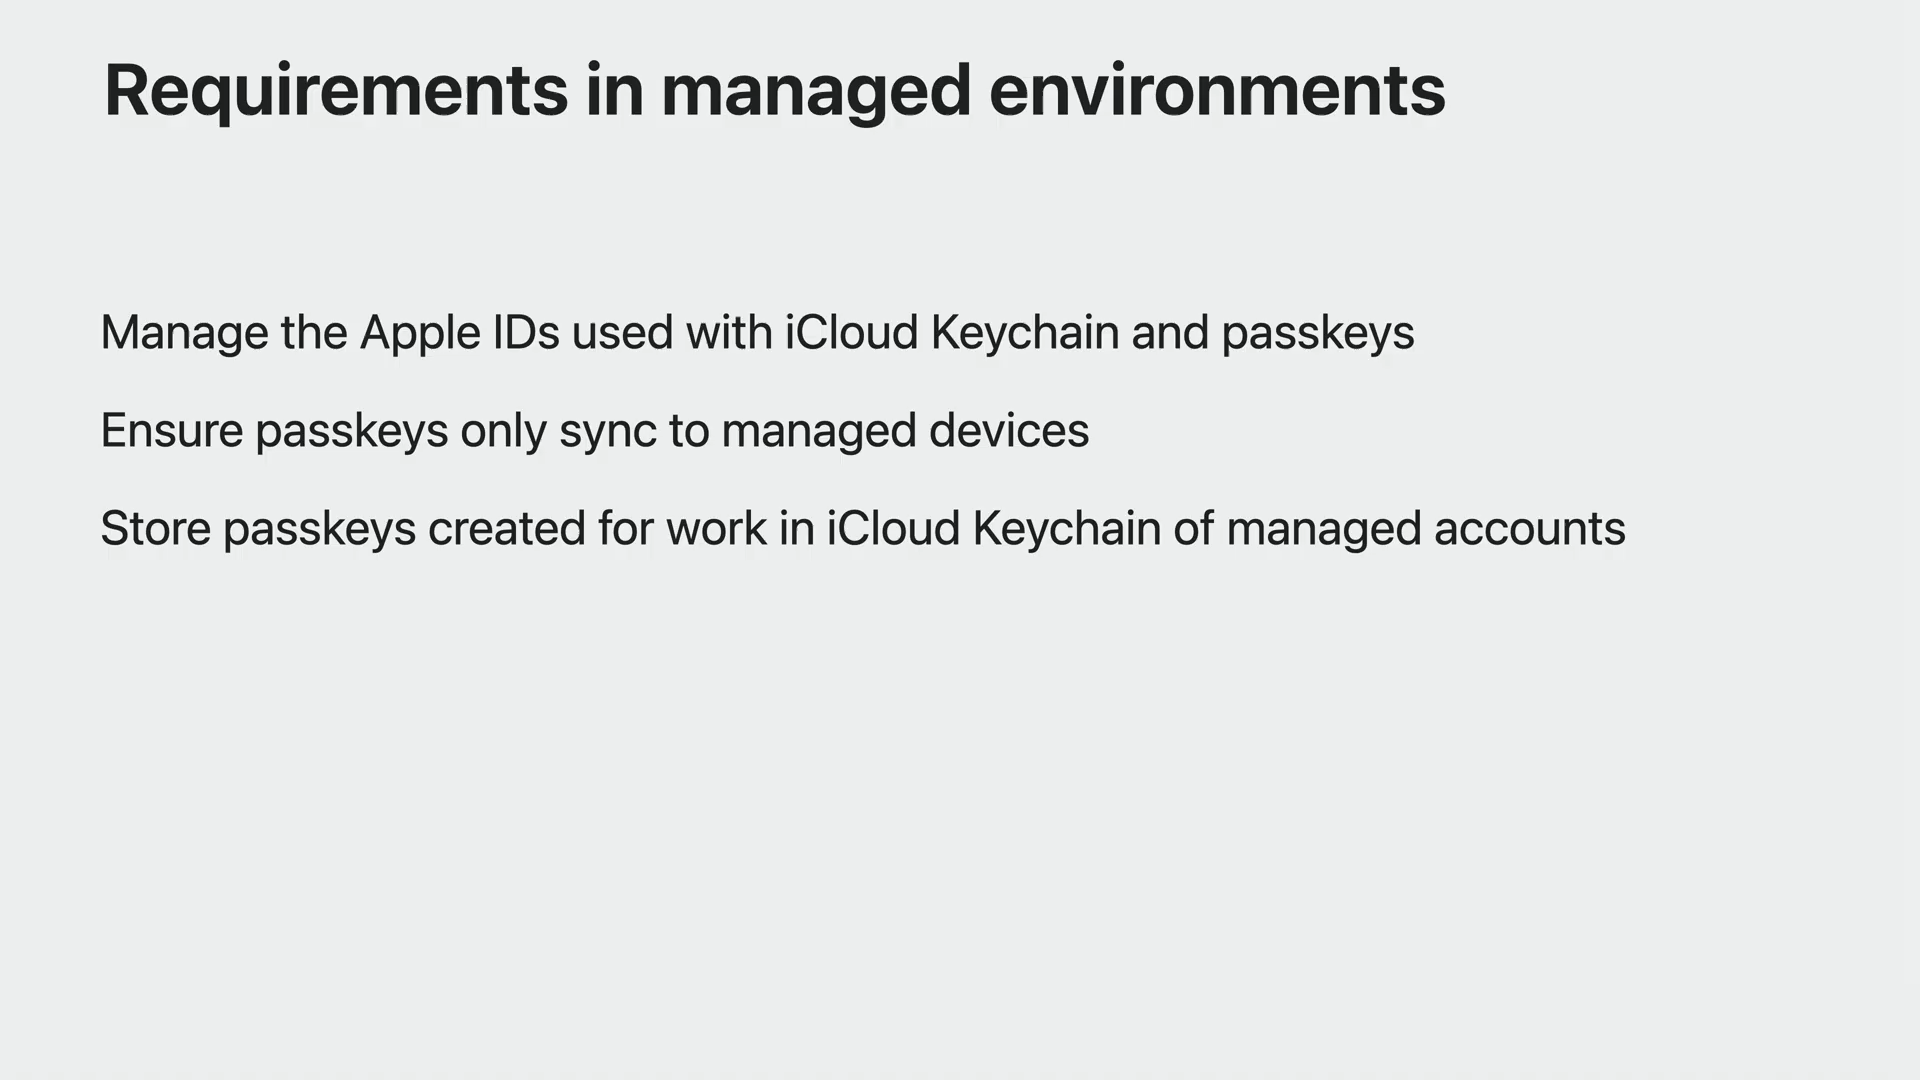 Requirements in managed environments
Manage the Apple IDs used with iCloud Keychain and passkeys
Ensure passkeys only sync to managed devices
Store passkeys created for work in iCloud Keychain of managed accounts